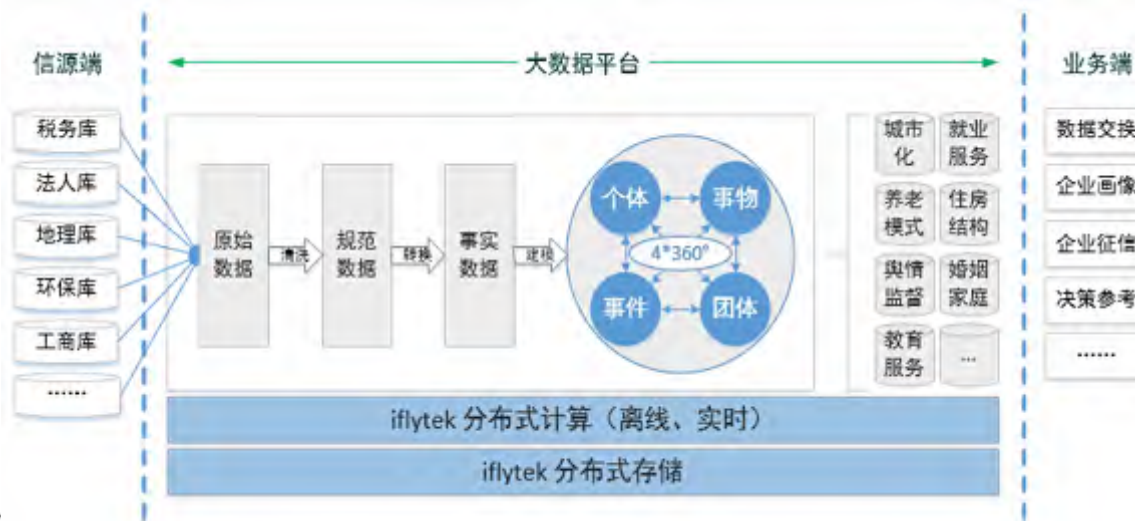 信源端
大数据平台
业务端
税务库
法人库
地理库
环保库
工商库
......
原始
数据
清洗
规范
数据
转换
事实
数据
建模
个体
事物
4*360°
事件
团体
城市
化
就业
服务
养老
模式
住房
结构
舆情
监督
婚姻
家庭
教育
服务
...
数据交换
企业画像
企业征信
决策参考
......
iflytek 分布式计算（离线、实时）
iflytek 分布式存储